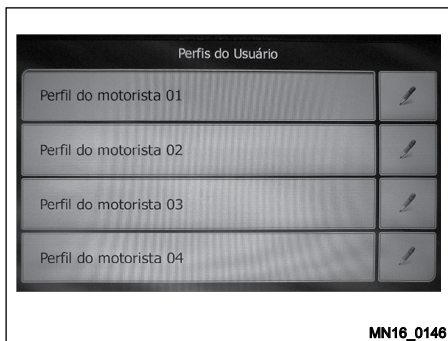 Perfis do Usuário
Perfil do motorista 01
Perfil do motorista 02
Perfil do motorista 03
Perfil do motorista 04
MN16_0146